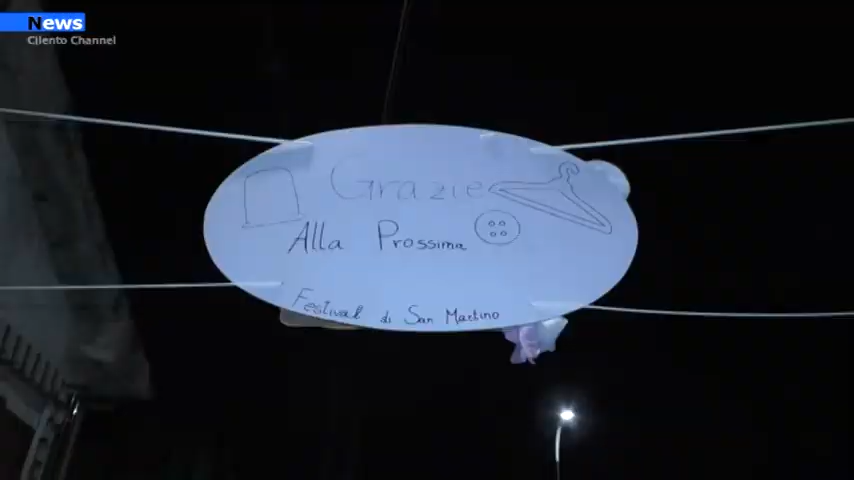 News
Cilento Channel
Grazie
Alla Prossima
Festival di San Martino